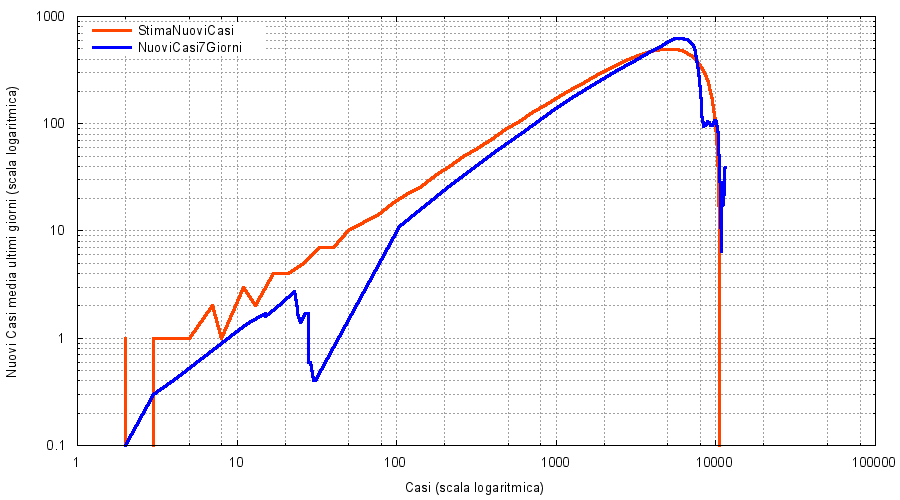 StimaNuoviCasi
NuoviCasi7Giorni
Nuovi Casi media ultimi giorni (scala logaritmica)
1000
100
10
1
0.1
1 10 100 1000 10000 100000
Casi (scala logaritmica)